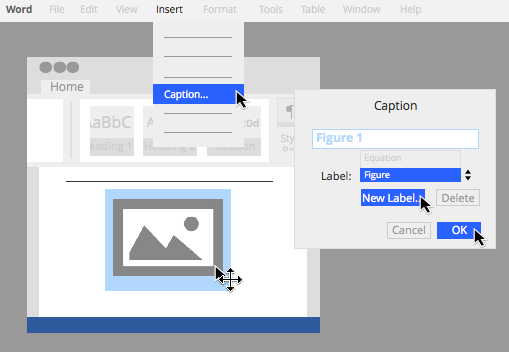 Word File Edit View Insert Format Tools Table Window Help
Home
Caption...
AaBbC
Heading 1
Heading 2
Caption
Caption
Figure 1
Equation
Label: Figure
New Label...
Delete
Cancel
OK